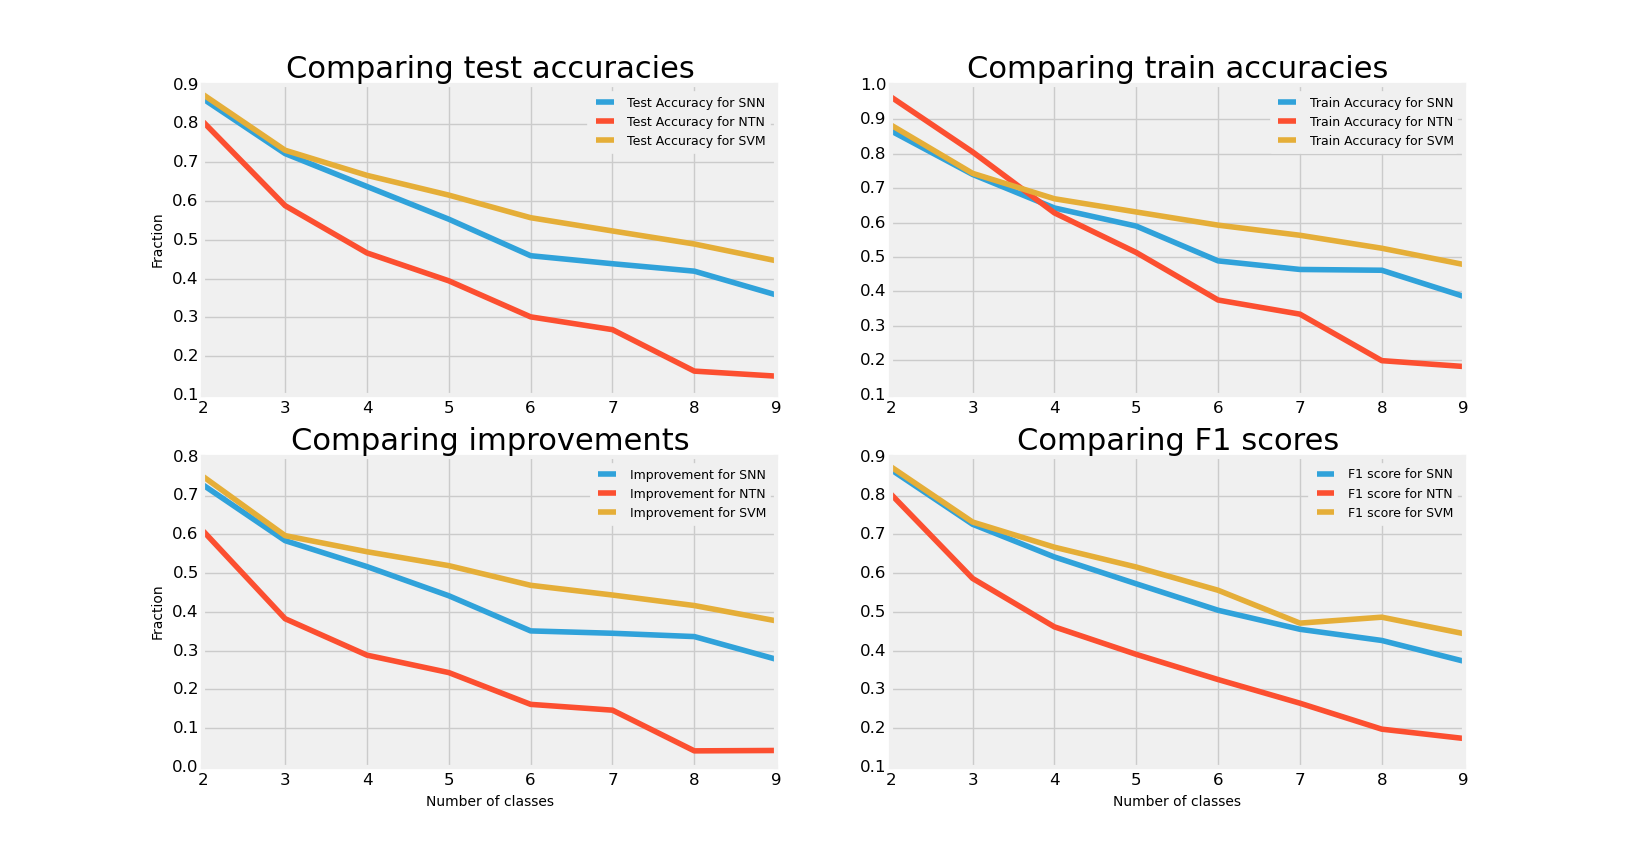 Comparing test accuracies
0.9
0.8
0.7
0.6
0.5
0.4
0.3
0.2
0.1
Fraction
Test Accuracy for SNN
Test Accuracy for NTN
Test Accuracy for SVM
2 3 4 5 6 7 8 9
Comparing train accuracies
1.0
0.9
0.8
0.7
0.6
0.5
0.4
0.3
0.2
0.1
Train Accuracy for SNN
Train Accuracy for NTN
Train Accuracy for SVM
2 3 4 5 6 7 8 9
Comparing improvements
0.8
0.7
0.6
0.5
0.4
0.3
0.2
0.1
0.0
Fraction
Improvement for SNN
Improvement for NTN
Improvement for SVM
2 3 4 5 6 7 8 9
Number of classes
Comparing F1 scores
0.9
0.8
0.7
0.6
0.5
0.4
0.3
0.2
0.1
F1 score for SNN
F1 score for NTN
F1 score for SVM
2 3 4 5 6 7 8 9
Number of classes